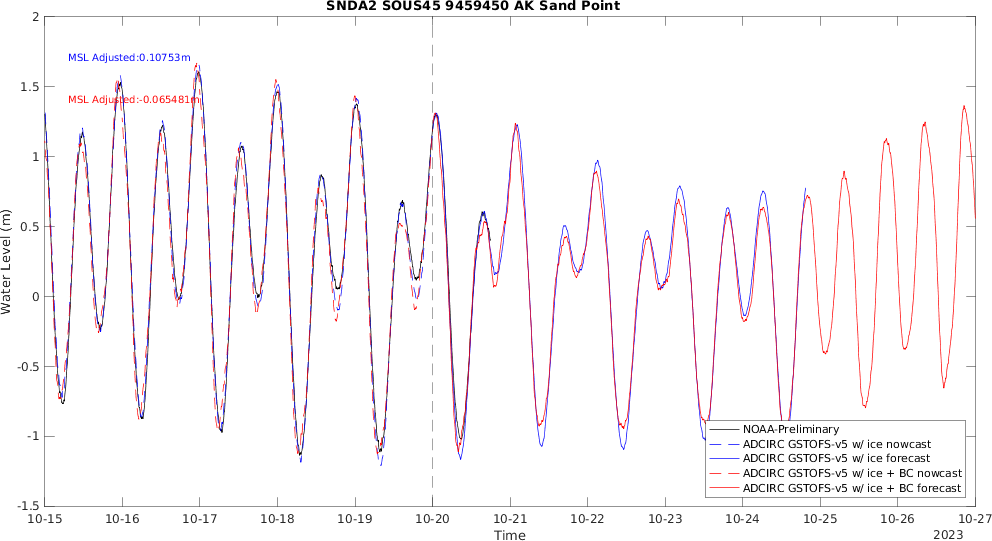 SNDA2 SOUS45 9459450 AK Sand Point
MSL Adjusted:0.10753m
MSL Adjusted:-0.065481m
Water Level (m)
2
1.5
1
0.5
0
-0.5
-1
-1.5
NOAA-Preliminary
ADCIRC GSTOFS-v5 w/ ice nowcast
ADCIRC GSTOFS-v5 w/ ice forecast
ADCIRC GSTOFS-v5 w/ ice + BC nowcast
ADCIRC GSTOFS-v5 w/ ice + BC forecast
10-15 10-16 10-17 10-18 10-19 10-20 10-21 10-22 10-23 10-24 10-25 10-26 10-27
Time
2023